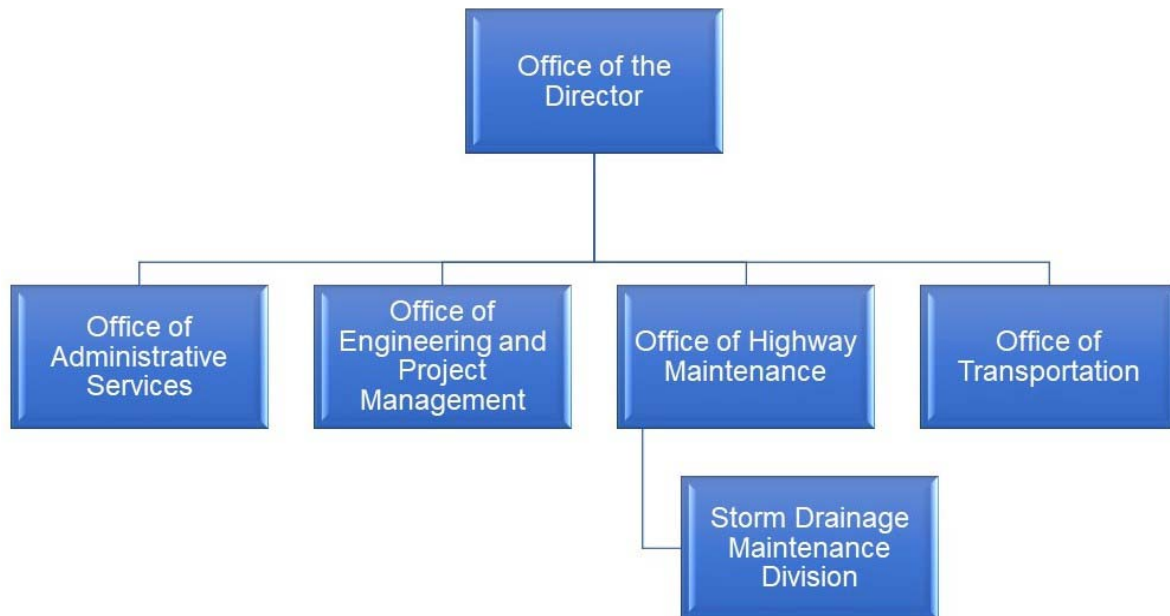 Office of the
Director
Office of
Administrative
Services
Office of
Engineering and
Project
Management
Office of Highway
Maintenance
Office of
Transportation
Storm Drainage
Maintenance
Division